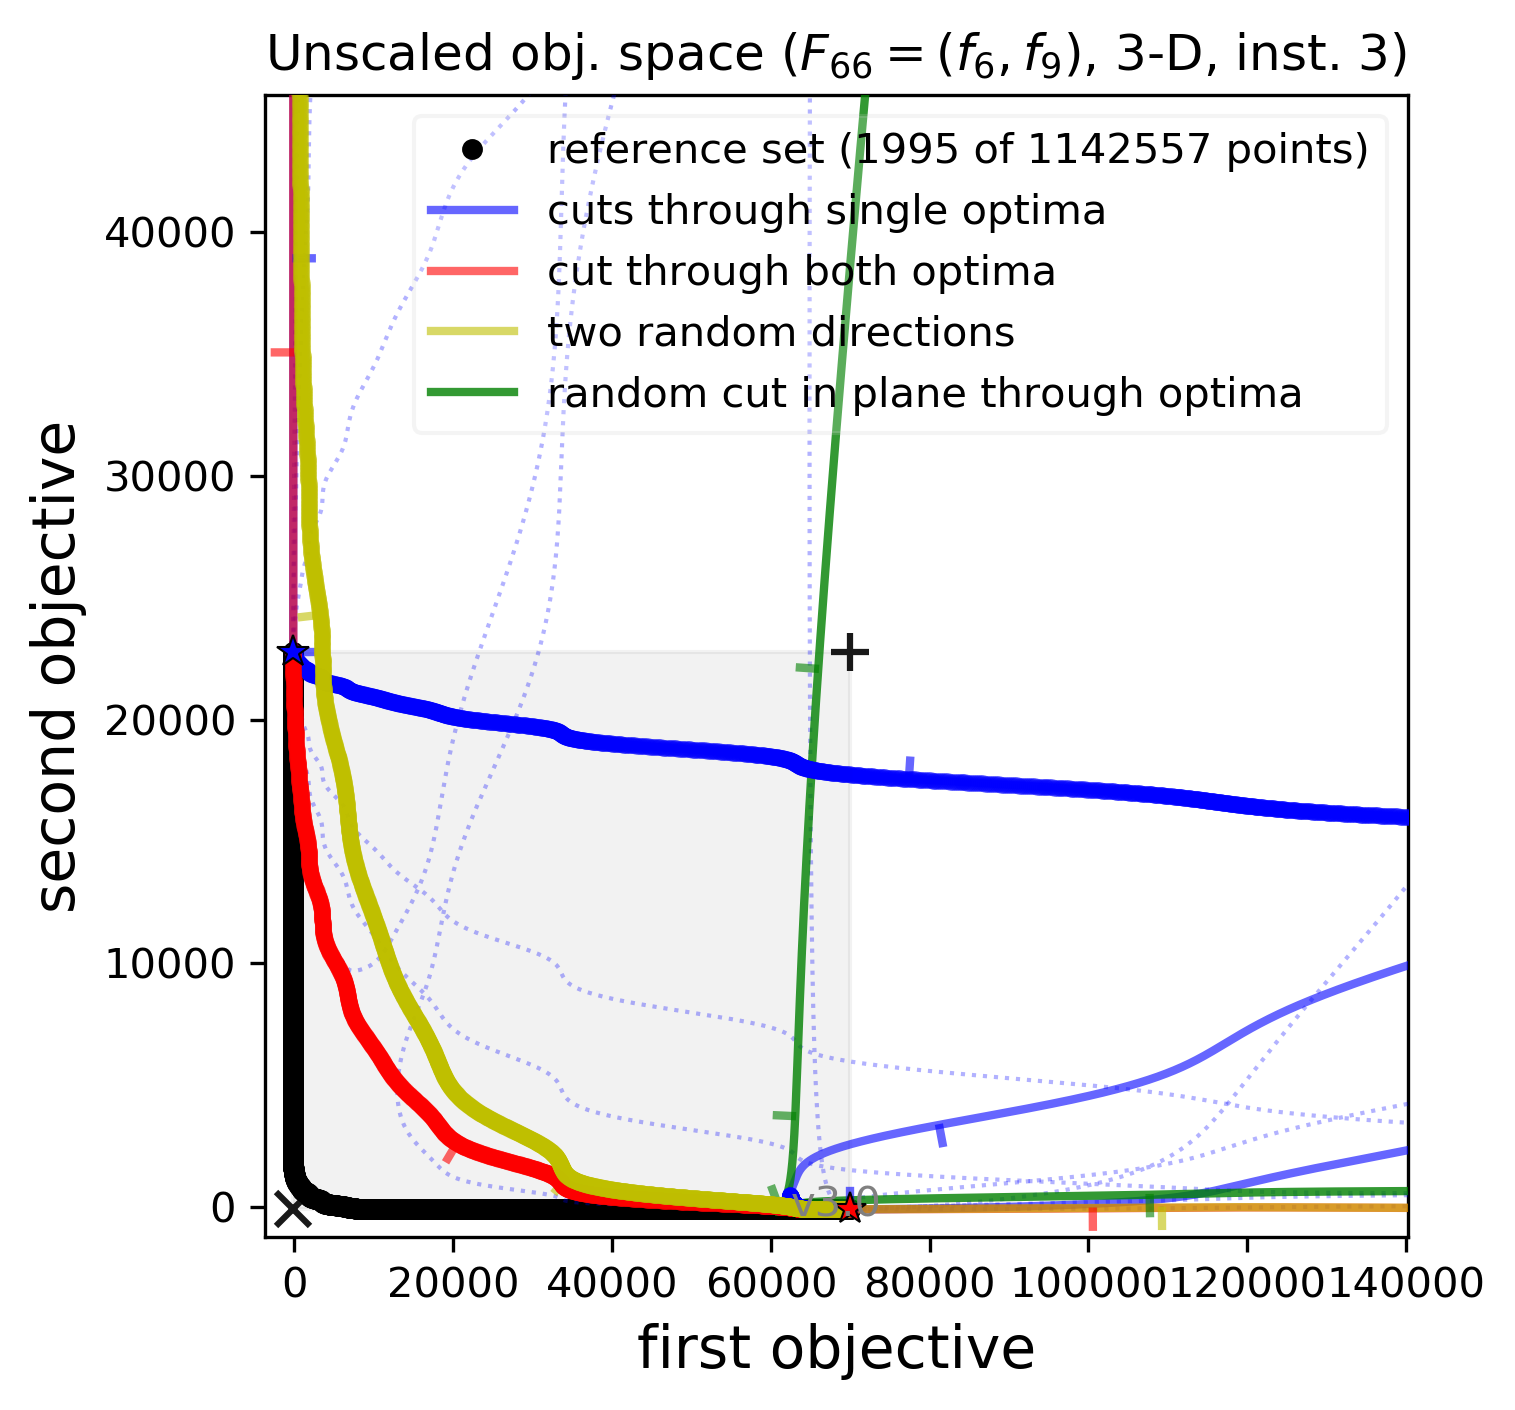 Unscaled obj. space (F₆₆ = (f₆, f₉), 3-D, inst. 3)
reference set (1995 of 1142557 points)
cuts through single optima
cut through both optima
two random directions
random cut in plane through optima
second objective
40000
30000
20000
10000
0
v3.0
0 20000 40000 60000 80000 100000 120000 140000
first objective